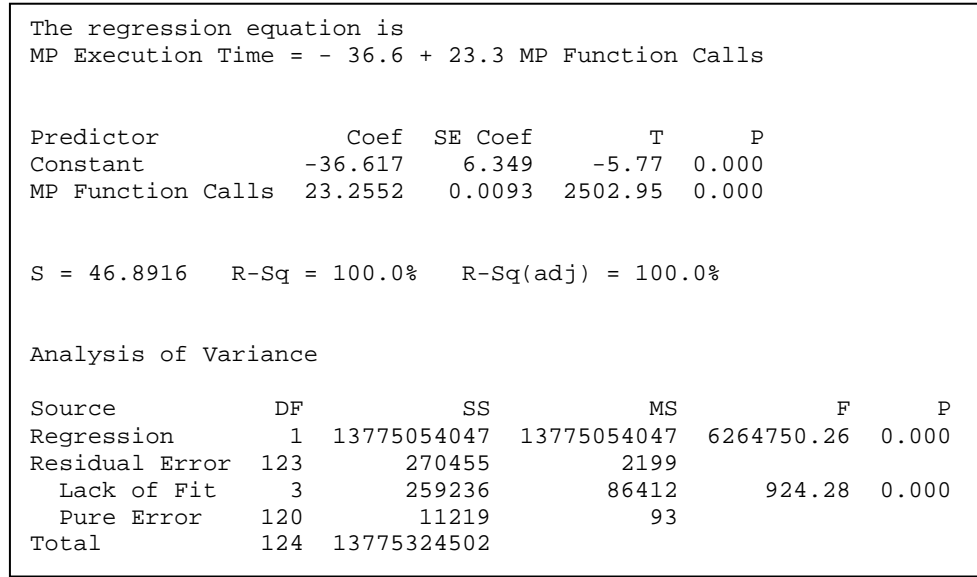 The regression equation is
MP Execution Time = - 36.6 + 23.3 MP Function Calls
Predictor Coef SE Coef T P
Constant -36.617 6.349 -5.77 0.000
MP Function Calls 23.2552 0.0093 2502.95 0.000
S = 46.8916 R-Sq = 100.0% R-Sq(adj) = 100.0%
Analysis of Variance
Source DF SS MS F P
Regression 1 13775054047 13775054047 6264750.26 0.000
Residual Error 123 270455 2199
Lack of Fit 3 259236 86412 924.28 0.000
Pure Error 120 11219 93
Total 124 13775324502